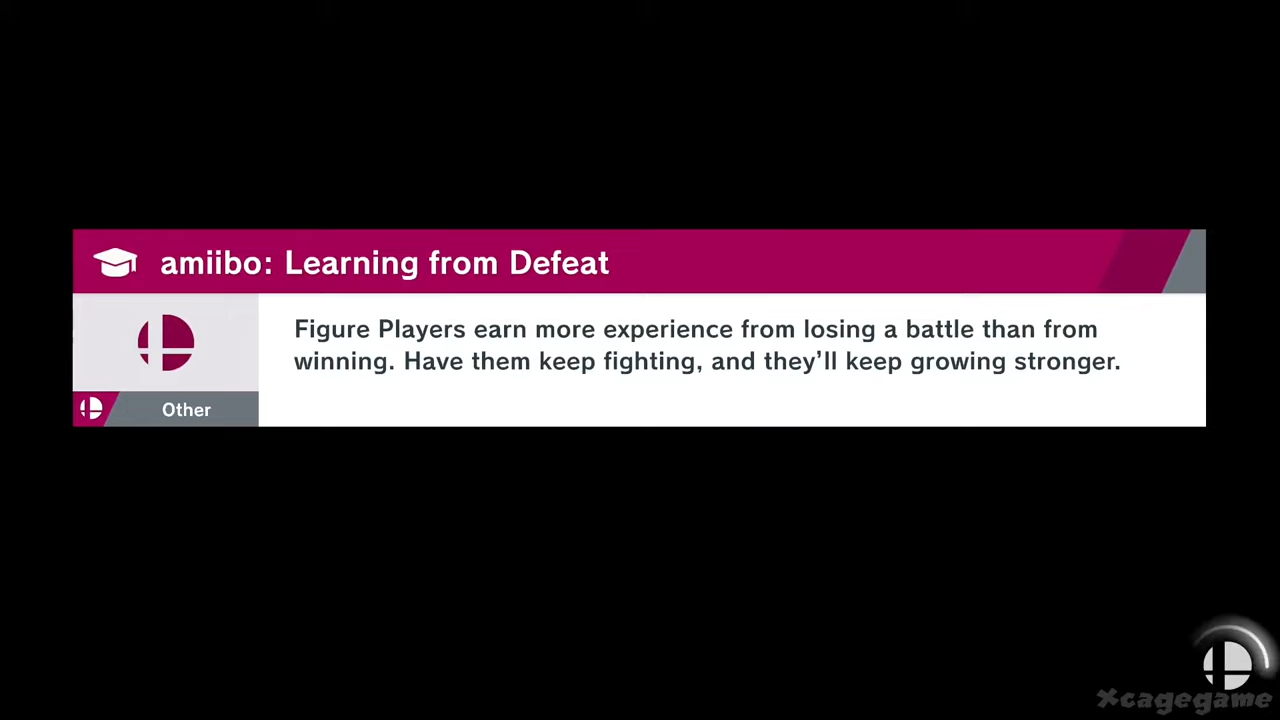 amiibo: Learning from Defeat
Figure Players earn more experience from losing a battle than from
winning. Have them keep fighting, and they’ll keep growing stronger.
Other
Xcagegame